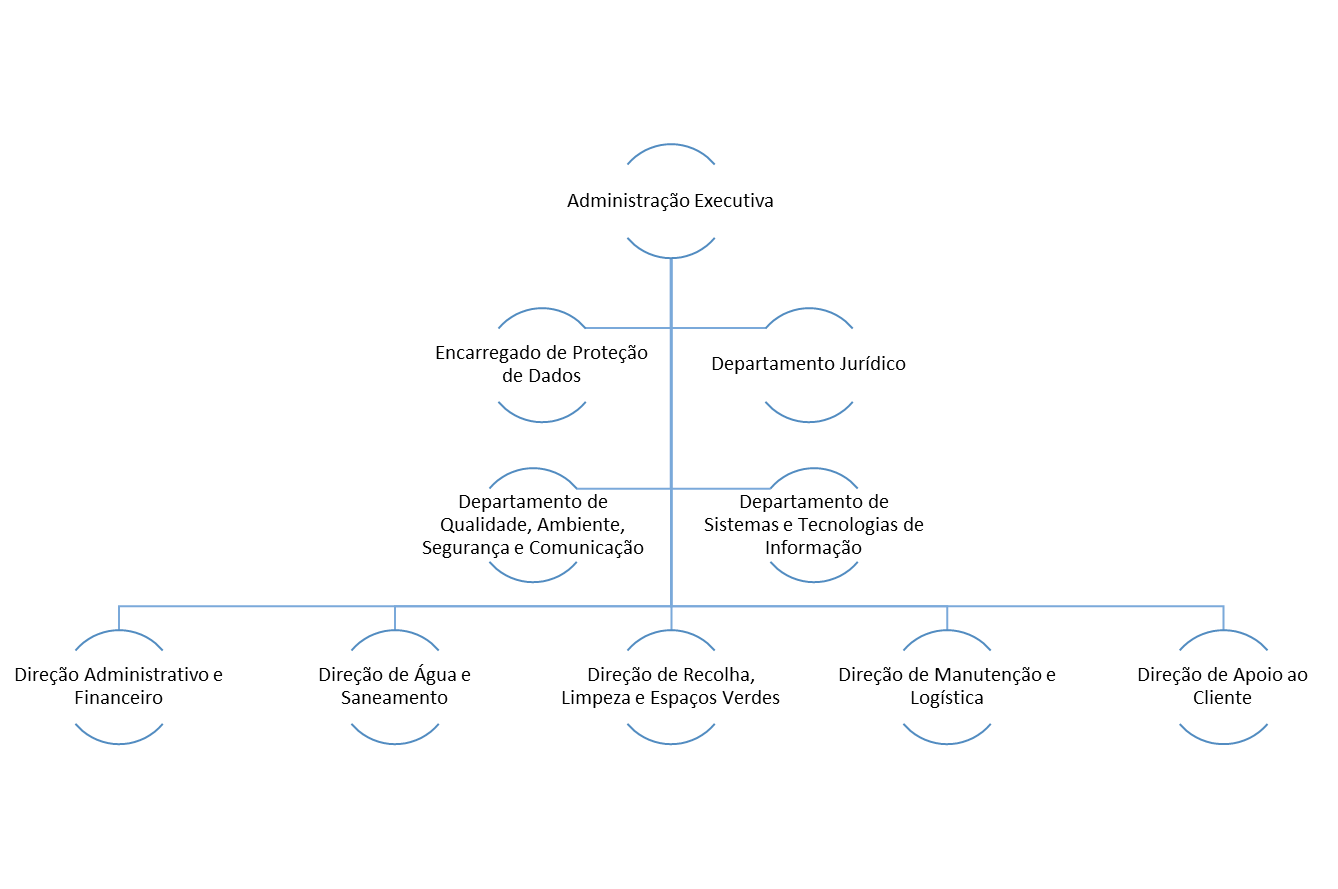 Administração Executiva
Encarregado de Proteção
de Dados
Departamento Jurídico
Departamento de
Qualidade, Ambiente,
Segurança e Comunicação
Departamento de
Sistemas e Tecnologias de
Informação
Direção Administrativo e
Financeiro
Direção de Água e
Saneamento
Direção de Recolha,
Limpeza e Espaços Verdes
Direção de Manutenção e
Logística
Direção de Apoio ao
Cliente